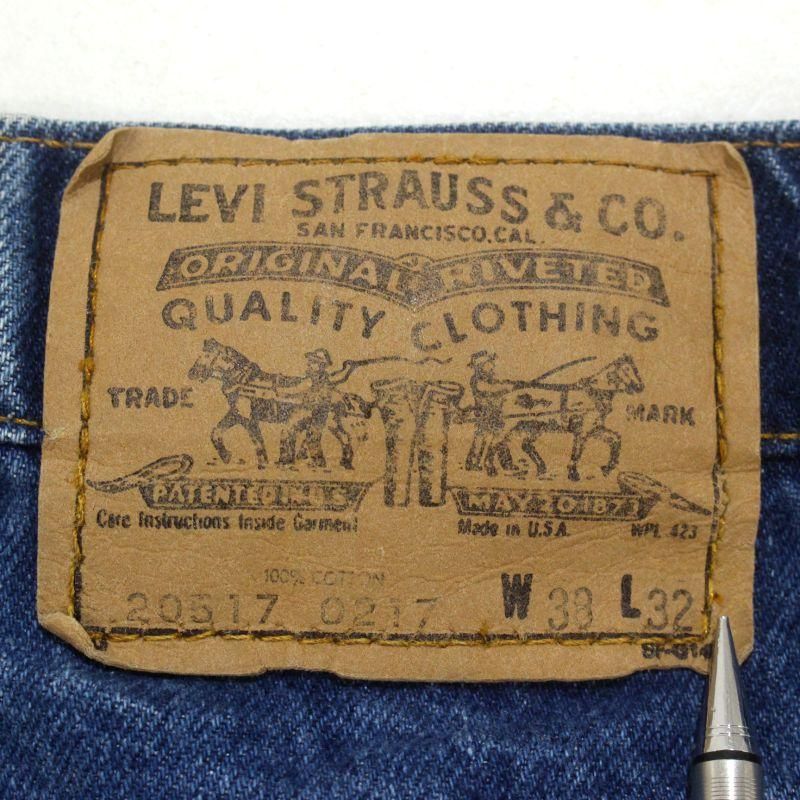 LEVI STRAUSS & CO.
SAN FRANCISCO, CAL.
ORIGINAL RIVETED
QUALITY CLOTHING
TRADE MARK
PATENTED IN U.S. MAY 20 1873
Care Instructions Inside Garment Made in U.S.A. WPL 423
100% COTTON
20517 0217 W 38 L 32